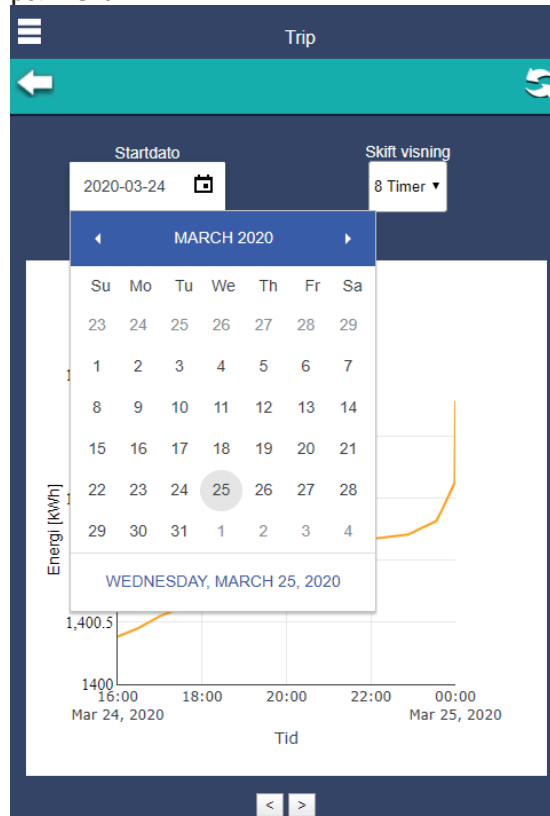 Trip
Startdato
Skift visning
2020-03-24
8 Timer
MARCH 2020
Su Mo Tu We Th Fr Sa
23 24 25 26 27 28 29
1 2 3 4 5 6 7
8 9 10 11 12 13 14
15 16 17 18 19 20 21
22 23 24 25 26 27 28
29 30 31 1 2 3 4
WEDNESDAY, MARCH 25, 2020
Energi [kWh]
1,400.5
1400
16:00 18:00 20:00 22:00 00:00
Mar 24, 2020 Mar 25, 2020
Tid
< >